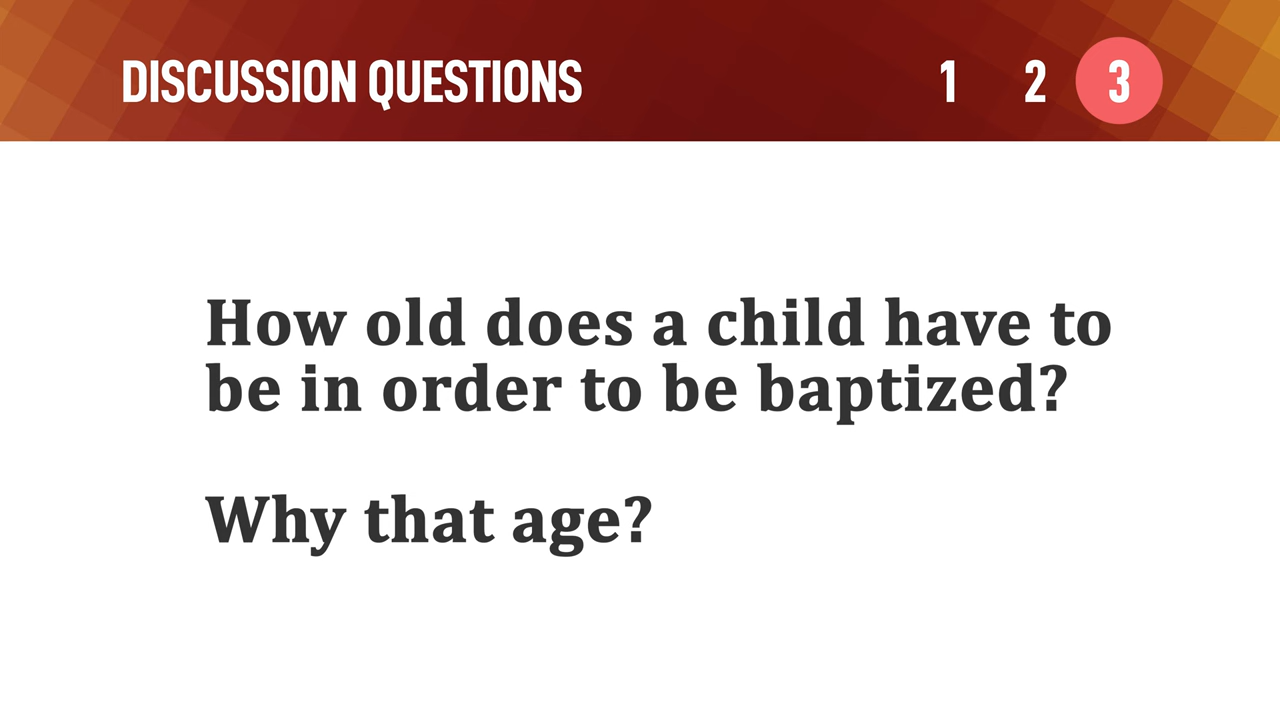 DISCUSSION QUESTIONS 1 2 3
How old does a child have to
be in order to be baptized?
Why that age?